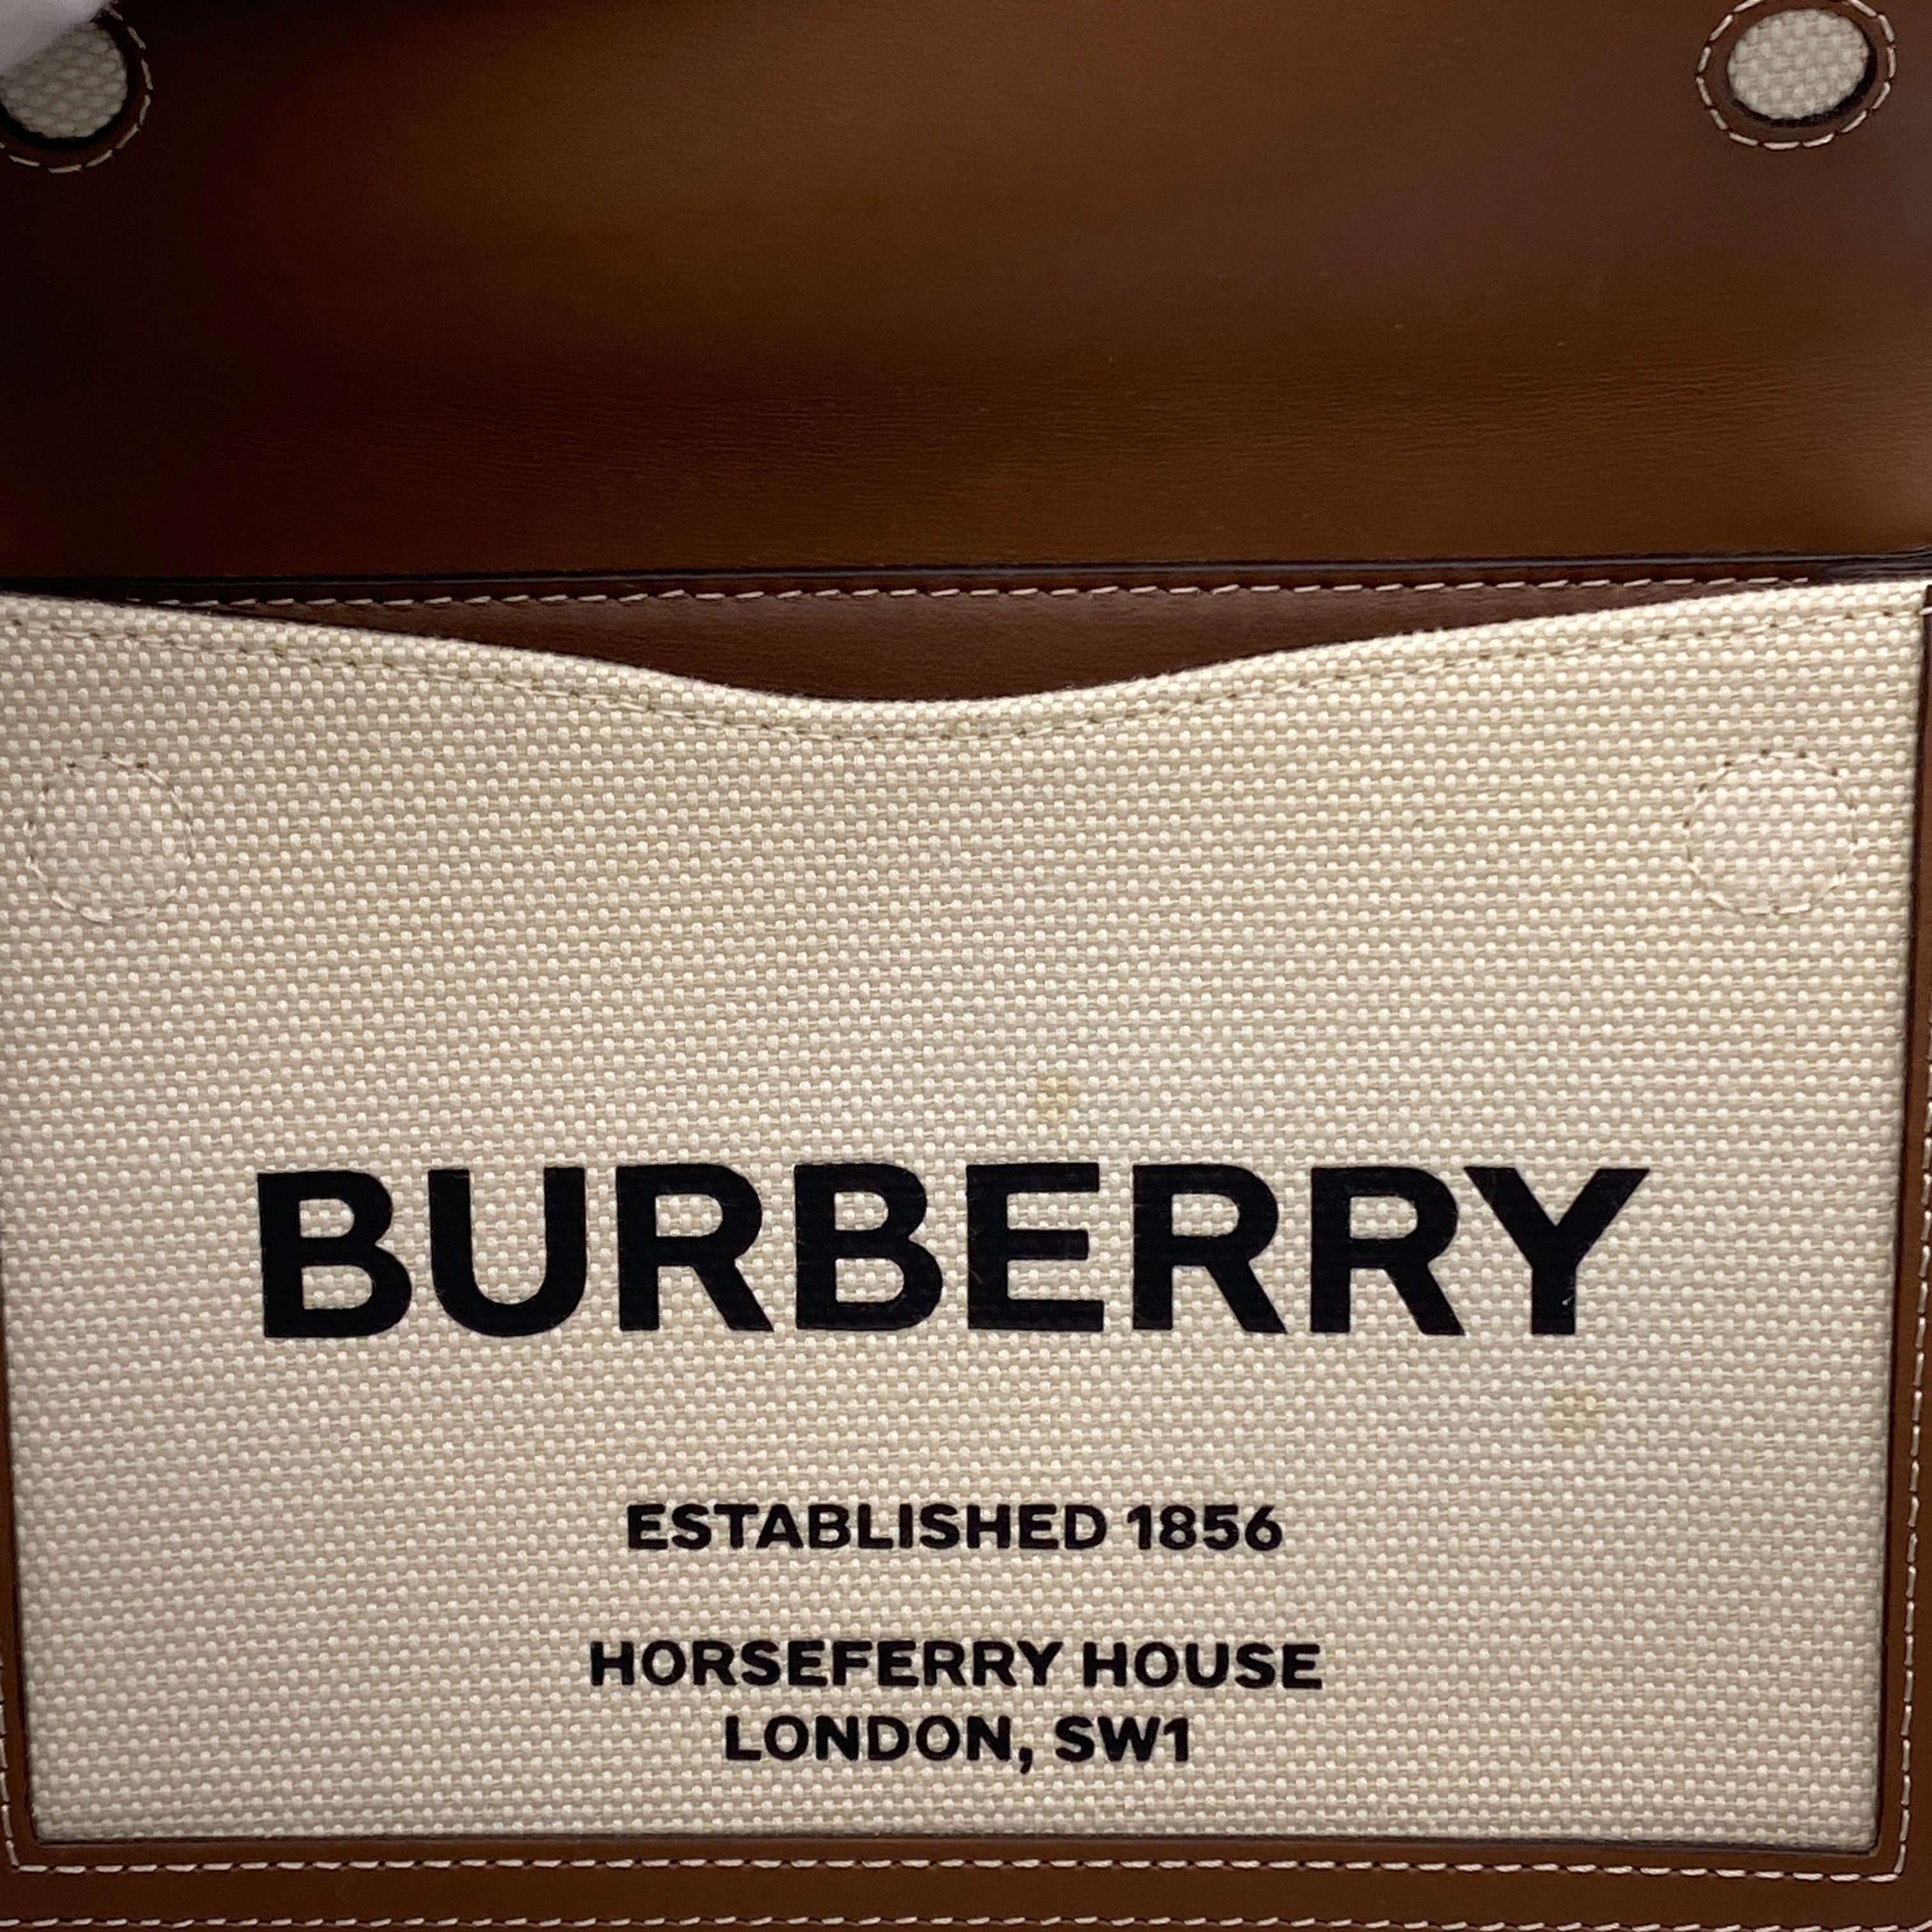 BURBERRY
ESTABLISHED 1856
HORSEFERRY HOUSE
LONDON, SW1